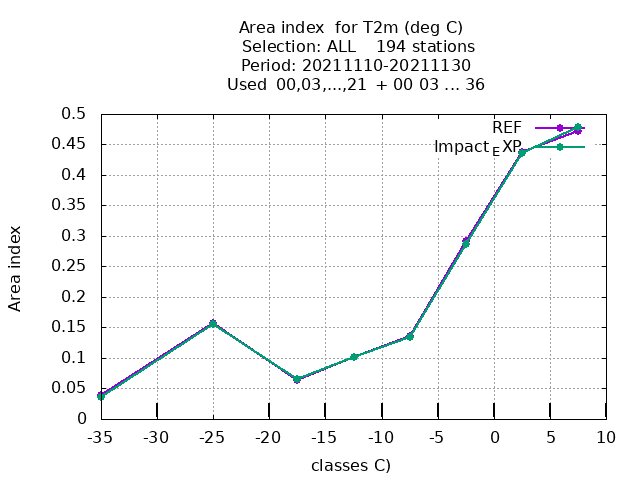 Area index  for T2m (deg C)
Selection: ALL    194 stations
Period: 20211110-20211130
Used  00,03,...,21  + 00 03 ... 36
0.5
REF
0.45
Impact_EXP
0.4
0.35
0.3
Area index
0.25
0.2
0.15
0.1
0.05
0
-35 -30 -25 -20 -15 -10 -5 0 5 10
classes C)